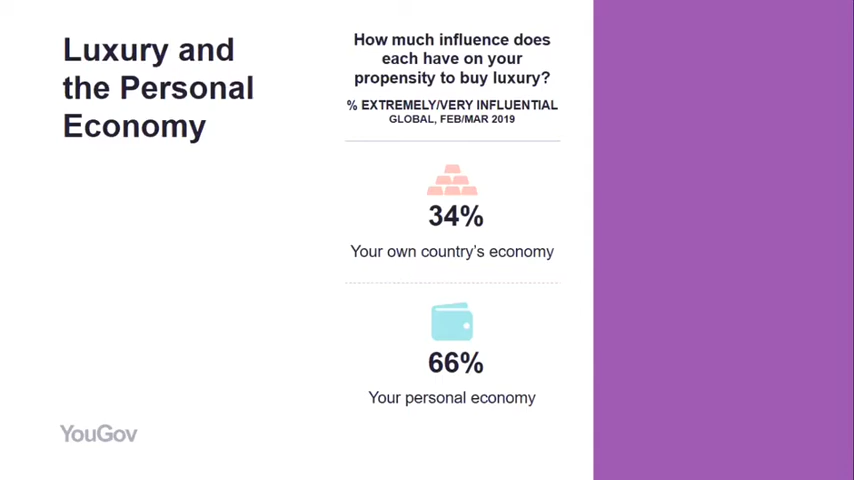 Luxury and
the Personal
Economy
How much influence does
each have on your
propensity to buy luxury?
% EXTREMELY/VERY INFLUENTIAL
GLOBAL, FEB/MAR 2019
34%
Your own country's economy
66%
Your personal economy
YouGov